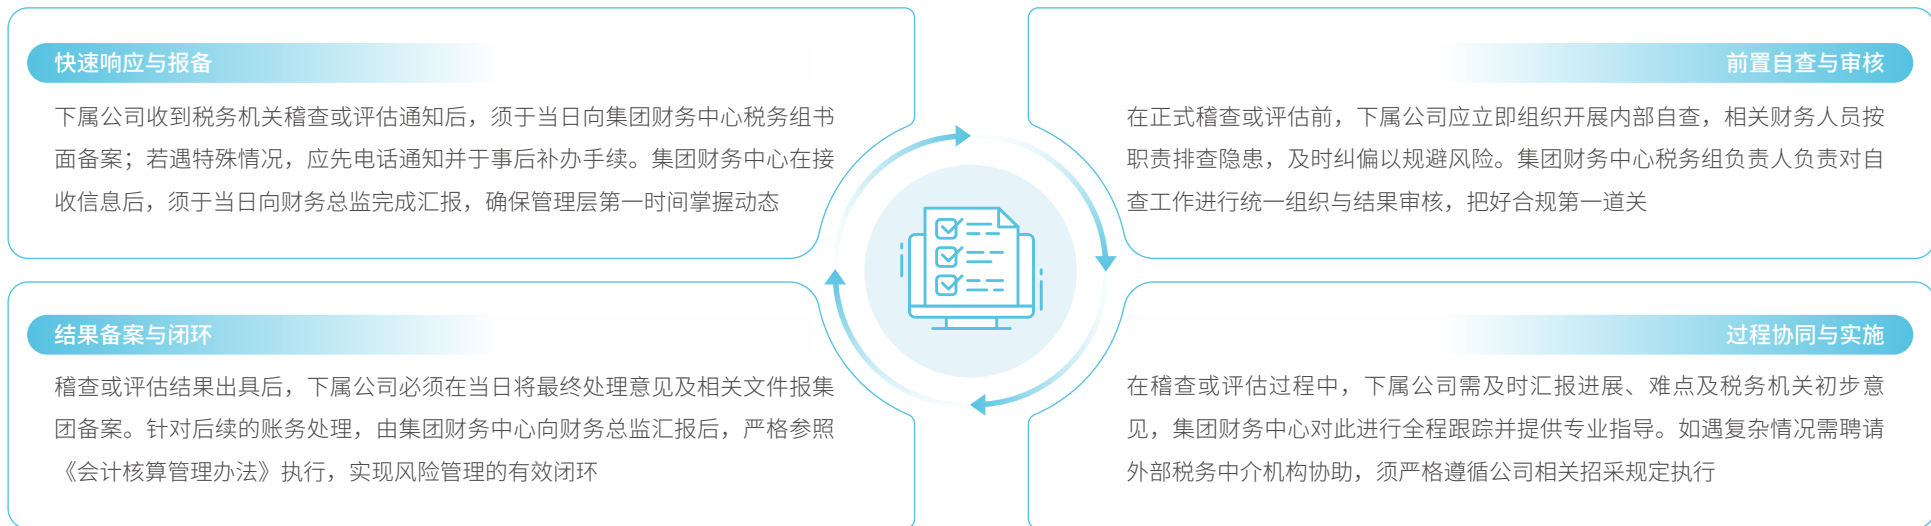 快速响应与报备
下属公司收到税务机关稽查或评估通知后，须于当日向集团财务中心税务组书
面备案；若遇特殊情况，应先电话通知并于事后补办手续。集团财务中心在接
收信息后，须于当日向财务总监完成汇报，确保管理层第一时间掌握动态
前置自查与审核
在正式稽查或评估前，下属公司应立即组织开展内部自查，相关财务人员按
职责排查隐患，及时纠偏以规避风险。集团财务中心税务组负责人负责对自
查工作进行统一组织与结果审核，把好合规第一道关
结果备案与闭环
稽查或评估结果出具后，下属公司必须在当日将最终处理意见及相关文件报集
团备案。针对后续的账务处理，由集团财务中心向财务总监汇报后，严格参照
《会计核算管理办法》执行，实现风险管理的有效闭环
过程协同与实施
在稽查或评估过程中，下属公司需及时汇报进展、难点及税务机关初步意
见，集团财务中心对此进行全程跟踪并提供专业指导。如遇复杂情况需聘请
外部税务中介机构协助，须严格遵循公司相关招采规定执行